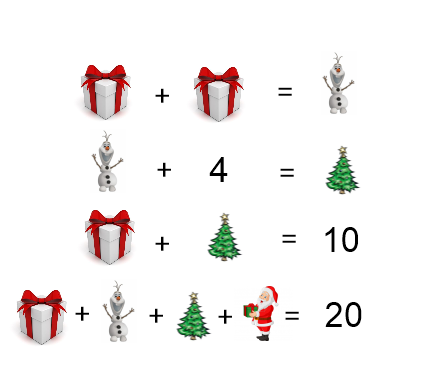 + =
+ 4 =
+ = 10
+ + + = 20